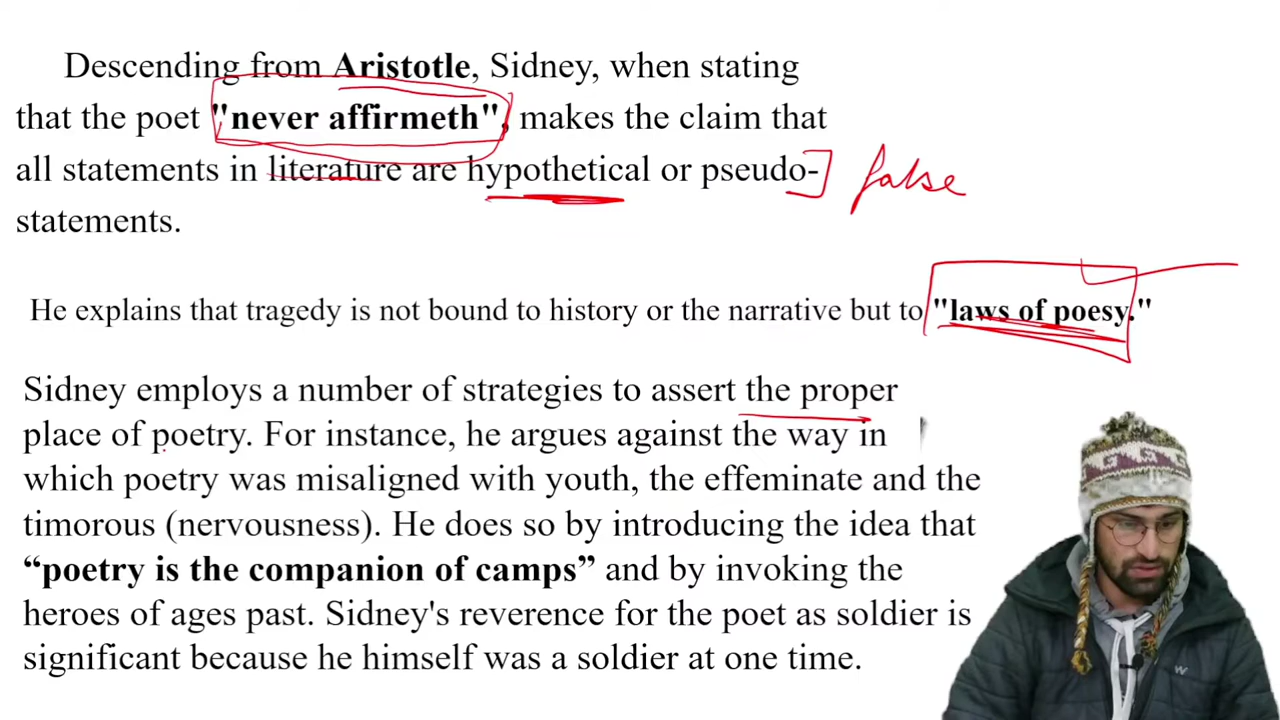 Descending from Aristotle, Sidney, when stating
that the poet "never affirmeth", makes the claim that
all statements in literature are hypothetical or pseudo- false
statements.
He explains that tragedy is not bound to history or the narrative but to "laws of poesy."
Sidney employs a number of strategies to assert the proper
place of poetry. For instance, he argues against the way in
which poetry was misaligned with youth, the effeminate and the
timorous (nervousness). He does so by introducing the idea that
“poetry is the companion of camps” and by invoking the
heroes of ages past. Sidney's reverence for the poet as soldier is
significant because he himself was a soldier at one time.